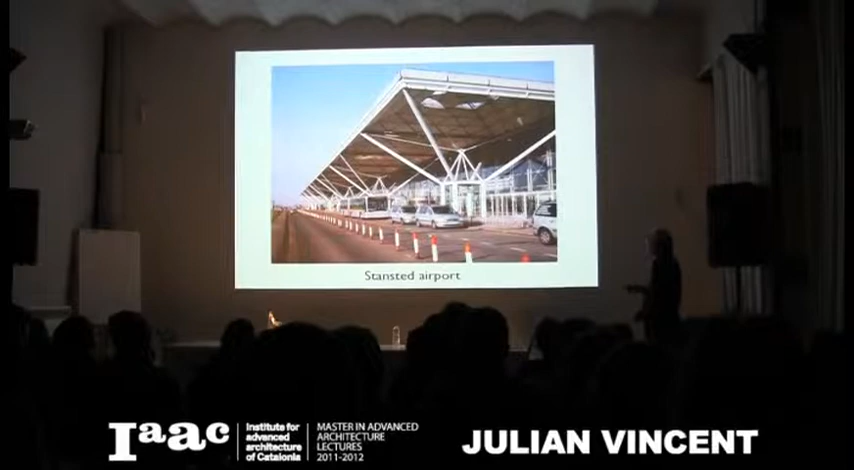 Stansted airport
Iaac
Institute for
advanced
architecture
of Catalonia
MASTER IN ADVANCED
ARCHITECTURE
LECTURES
2011-2012
JULIAN VINCENT